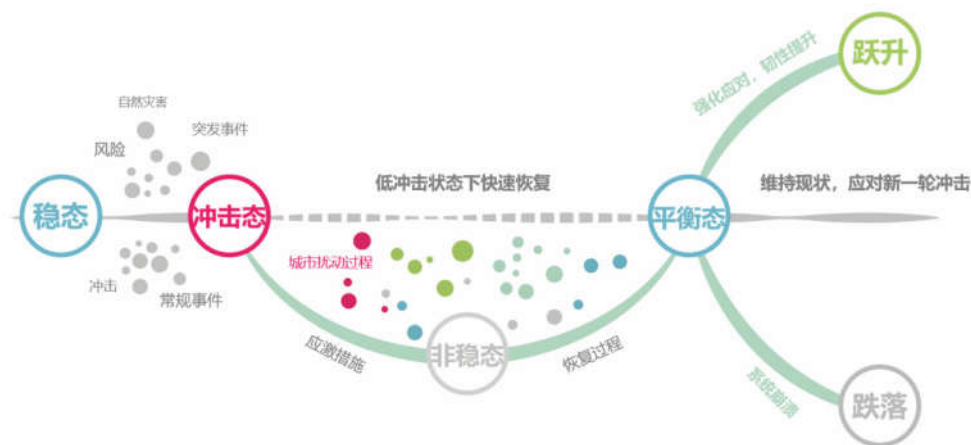 自然灾害
突发事件
风险
稳态
冲击态
冲击
常规事件
低冲击状态下快速恢复
城市扰动过程
应激措施
非稳态
恢复过程
平衡态
强化应对，韧性提升
跃升
维持现状，应对新一轮冲击
系统崩溃
跌落